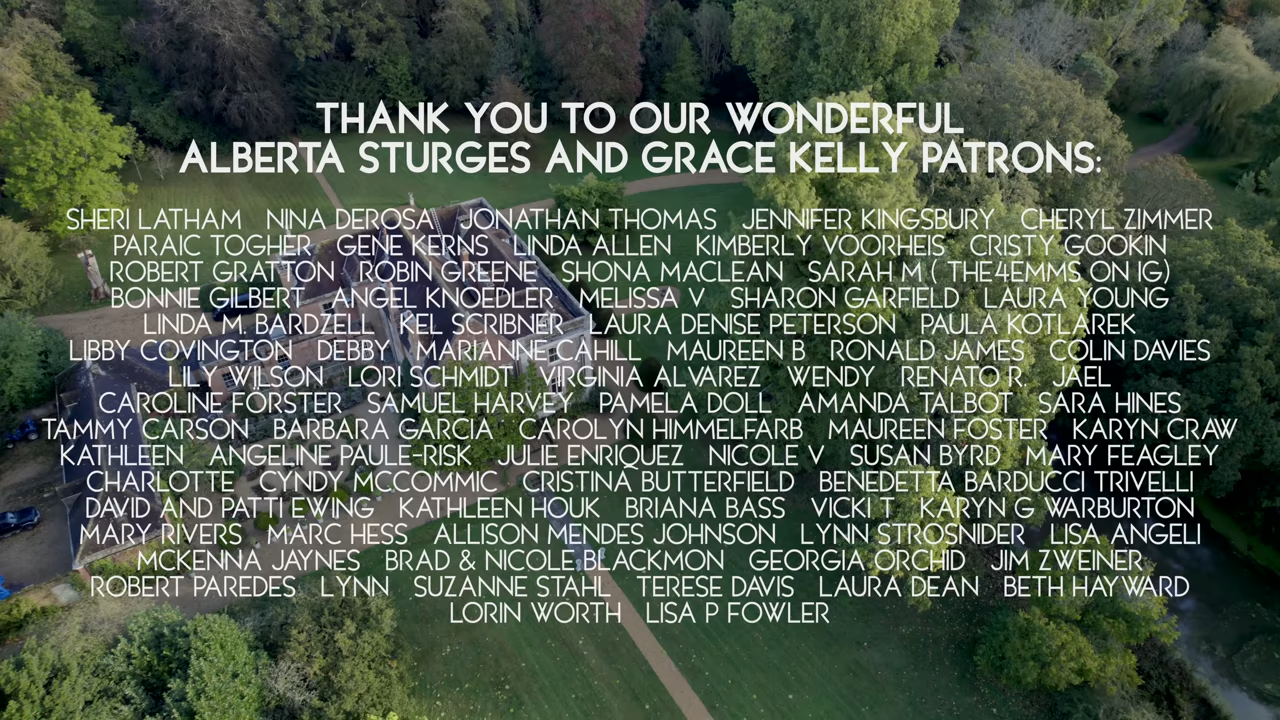 THANK YOU TO OUR WONDERFUL
ALBERTA STURGES AND GRACE KELLY PATRONS:
SHERI LATHAM NINA DEROSA JONATHAN THOMAS JENNIFER KINGSBURY CHERYL ZIMMER
PARAIC TOGHER GENE KERNS LINDA ALLEN KIMBERLY VOORHEIS CRISTY GOOKIN
ROBERT GRATTON ROBIN GREENE SHONA MACLEAN SARAH M ( THE4EMMS ON IG)
BONNIE GILBERT ANGEL KNOEDLER MELISSA V SHARON GARFIELD LAURA YOUNG
LINDA M. BARDZELL KEL SCRIBNER LAURA DENISE PETERSON PAULA KOTLAREK
LIBBY COVINGTON DEBBY MARIANNE CAHILL MAUREEN B RONALD JAMES COLIN DAVIES
LILY WILSON LORI SCHMIDT VIRGINIA ALVAREZ WENDY RENATO R. JAEL
CAROLINE FÖRSTER SAMUEL HARVEY PAMELA DOLL AMANDA TALBOT SARA HINES
TAMMY CARSON BARBARA GARCIA CAROLYN HIMMELFARB MAUREEN FOSTER KARYN CRAW
KATHLEEN ANGELINE PAULE-RISK JULIE ENRIQUEZ NICOLE V SUSAN BYRD MARY FEAGLEY
CHARLOTTE CYNDY MCCOMMIC CRISTINA BUTTERFIELD BENEDETTA BARDUCCI TRIVELLI
DAVID AND PATTI EWING KATHLEEN HOUK BRIANA BASS VICKI T KARYN G WARBURTON
MARY RIVERS MARC HESS ALLISON MENDES JOHNSON LYNN STROSNIDER LISA ANGELI
MCKENNA JAYNES BRAD & NICOLE BLACKMON GEORGIA ORCHID JIM ZWEINER
ROBERT PAREDES LYNN SUZANNE STAHL TERESE DAVIS LAURA DEAN BETH HAYWARD
LORIN WORTH LISA P FOWLER